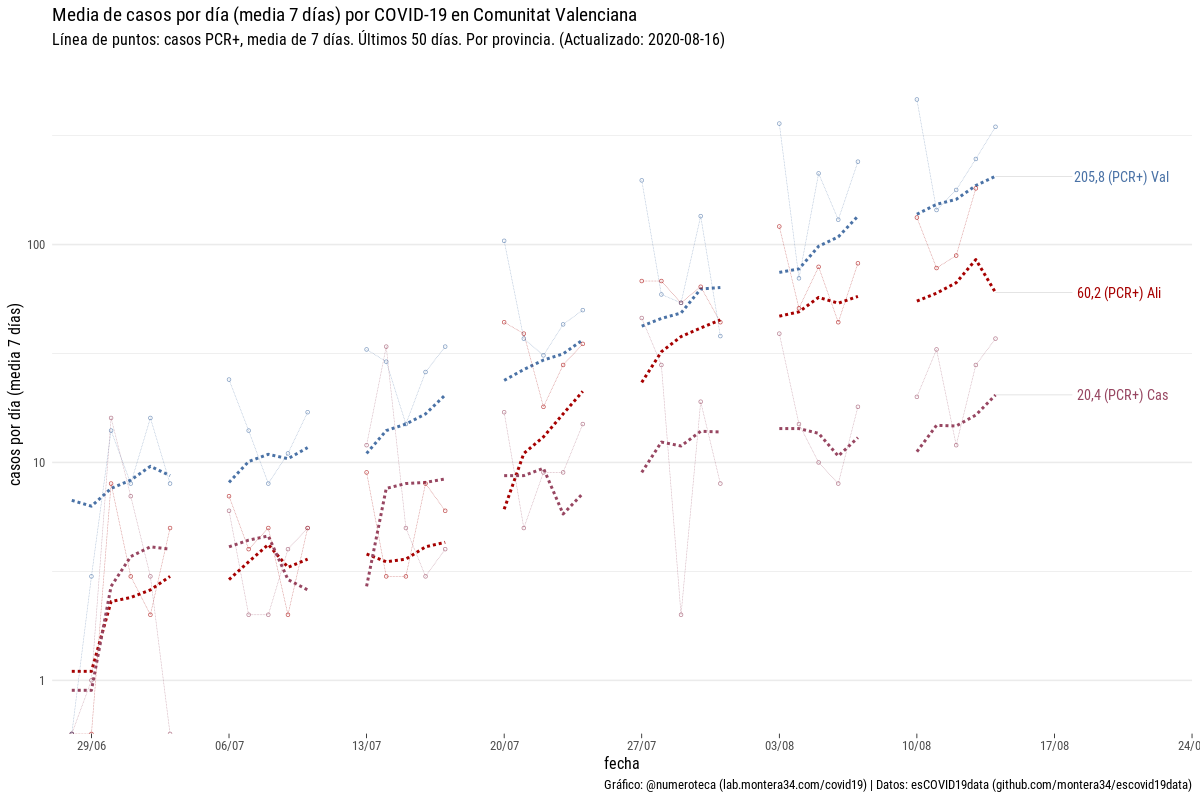 Media de casos por día (media 7 días) por COVID-19 en Comunitat Valenciana
Línea de puntos: casos PCR+, media de 7 días. Últimos 50 días. Por provincia. (Actualizado: 2020-08-16)
casos por día (media 7 días)
100
10
1
205,8 (PCR+) Val
60,2 (PCR+) Ali
20,4 (PCR+) Cas
29/06
06/07
13/07
20/07
27/07
03/08
10/08
17/08
24/0
fecha
Gráfico: @numeroteca (lab.montera34.com/covid19) | Datos: esCOVID19data (github.com/montera34/escovid19data)